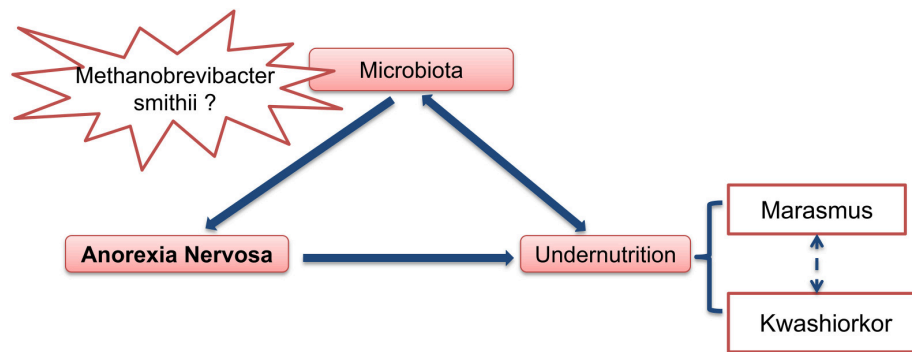 Methanobrevibacter
smithii ?
Microbiota
Anorexia Nervosa
Undernutrition
Marasmus
Kwashiorkor